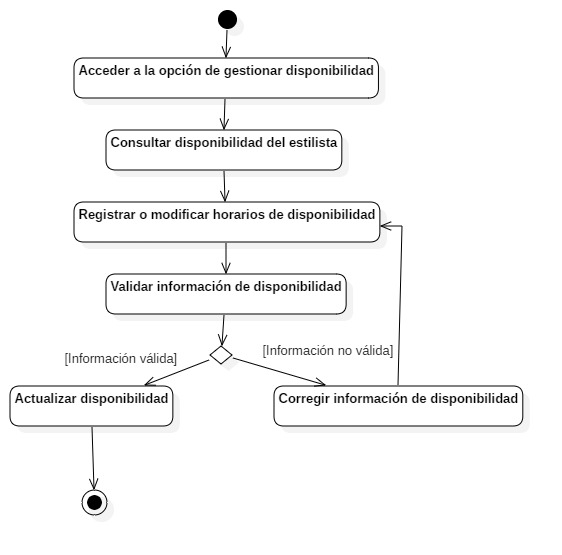 Acceder a la opción de gestionar disponibilidad
Consultar disponibilidad del estilista
Registrar o modificar horarios de disponibilidad
Validar información de disponibilidad
[Información válida]
[Información no válida]
Actualizar disponibilidad
Corregir información de disponibilidad